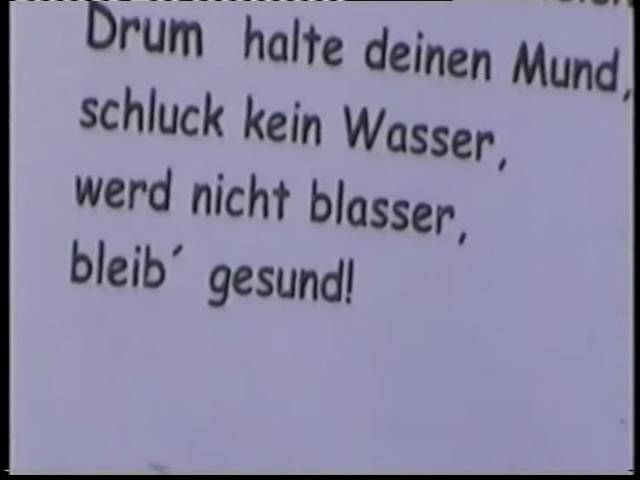 Drum halte deinen Mund,
schluck kein Wasser,
werd nicht blasser,
bleib´ gesund!